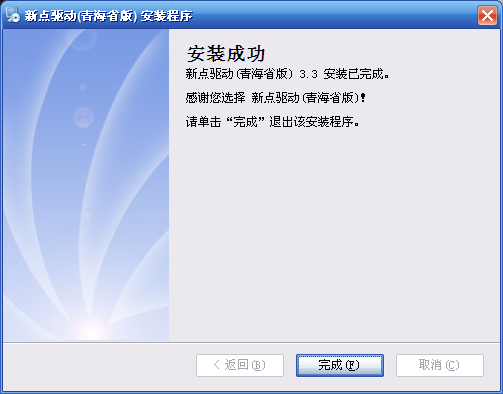 新点驱动(青海省版) 安装程序
安装成功
新点驱动(青海省版) 3.3 安装已完成。
感谢您选择 新点驱动(青海省版)!
请单击“完成”退出该安装程序。
< 返回(B)
完成(F)
取消(C)